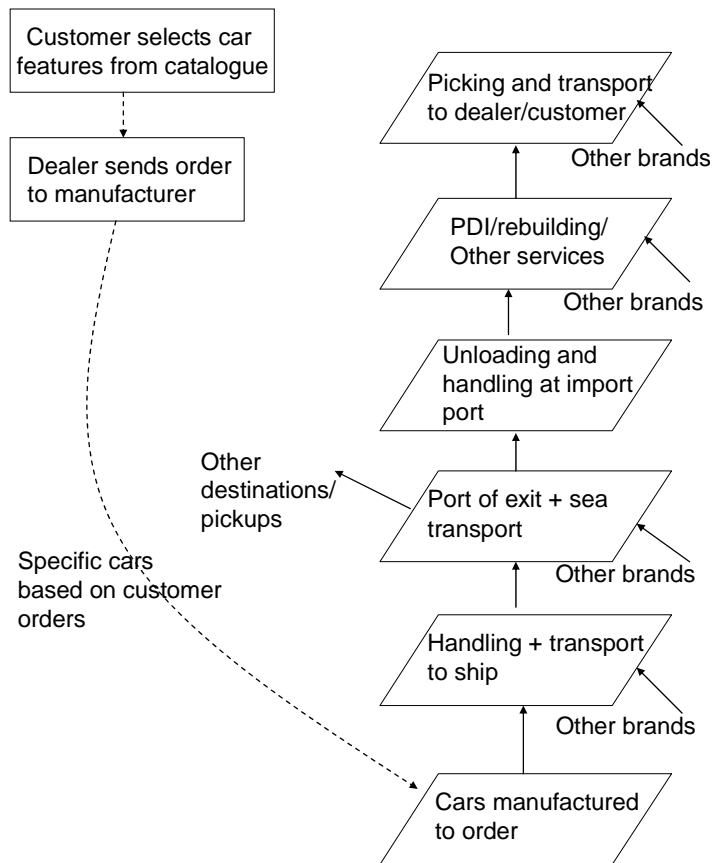 Customer selects car
features from catalogue
Dealer sends order
to manufacturer
Specific cars
based on customer
orders
Picking and transport
to dealer/customer
Other brands
PDI/rebuilding/
Other services
Other brands
Unloading and
handling at import
port
Other
destinations/
pickups
Port of exit + sea
transport
Other brands
Handling + transport
to ship
Other brands
Cars manufactured
to order